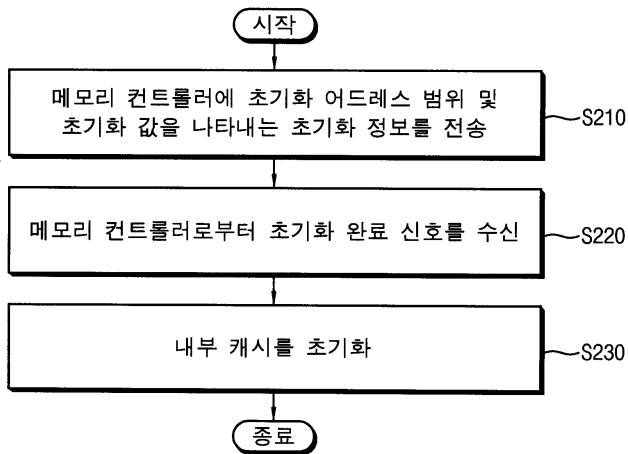 시작
메모리 컨트롤러에 초기화 어드레스 범위 및
초기화 값을 나타내는 초기화 정보를 전송
S210
메모리 컨트롤러로부터 초기화 완료 신호를 수신
S220
내부 캐시를 초기화
S230
종료